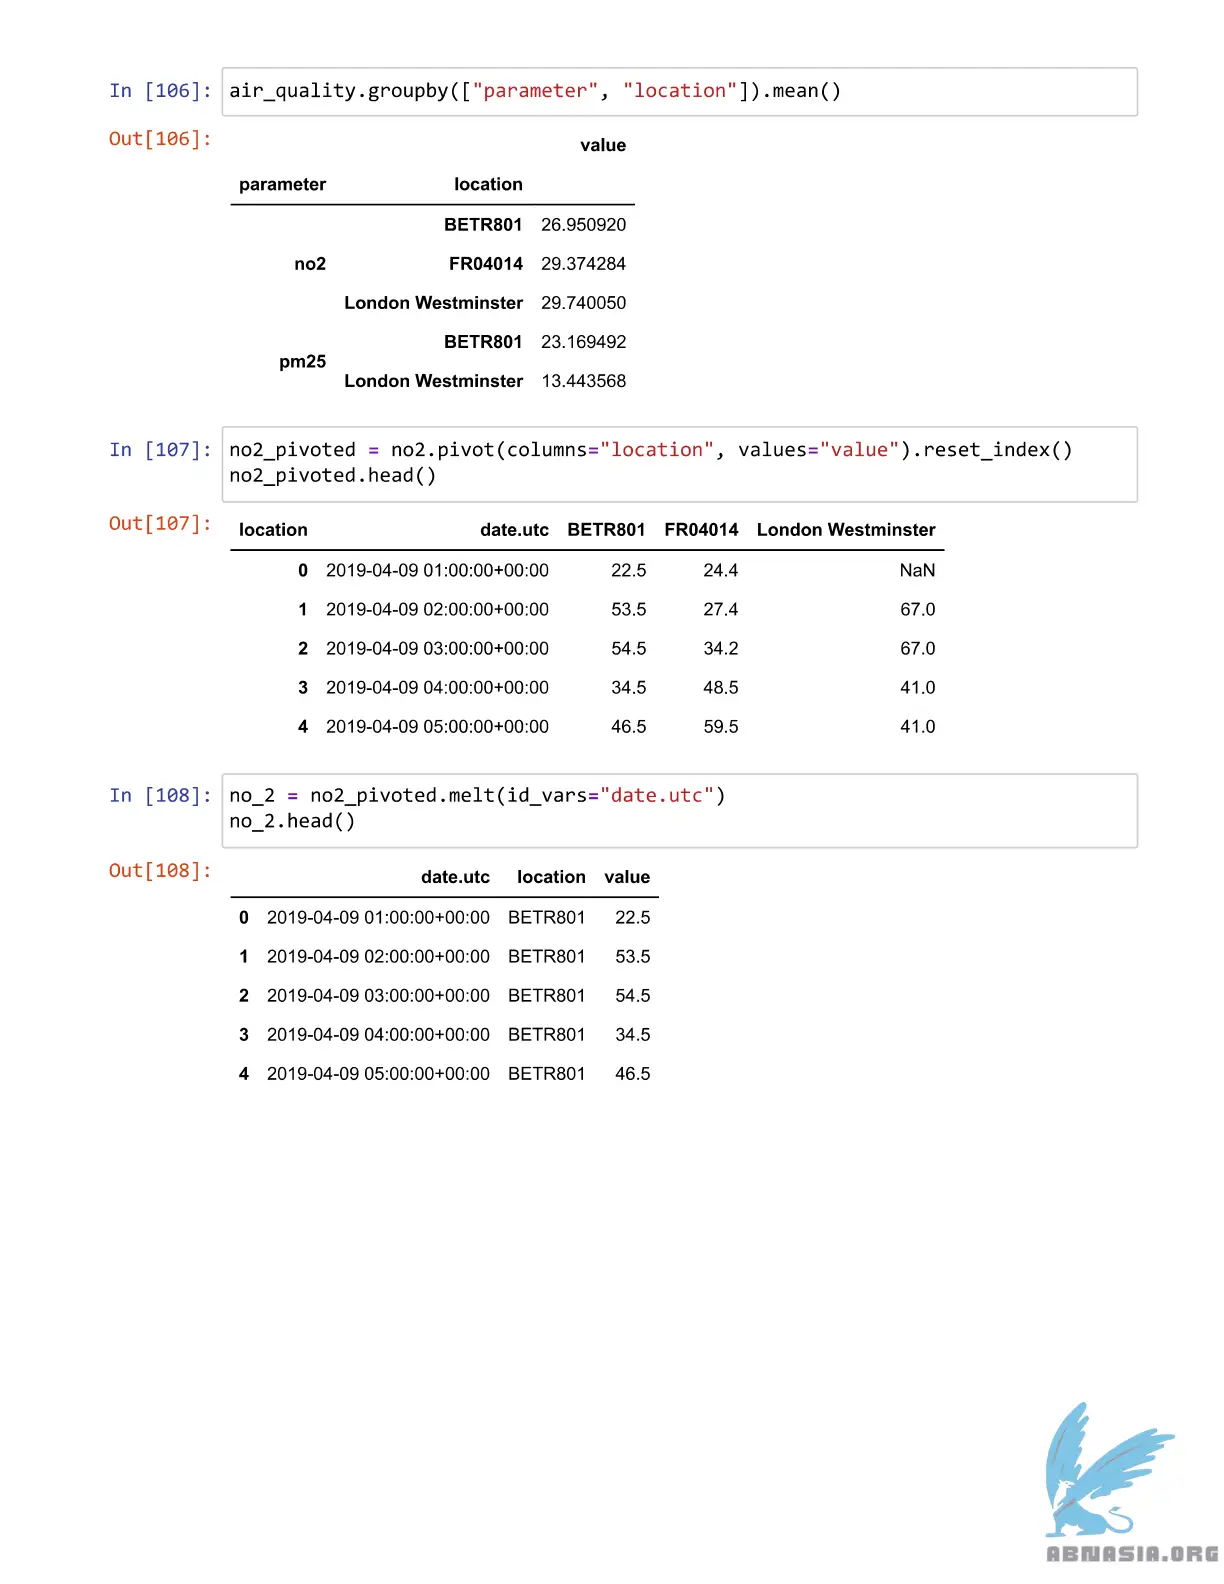 In [106]: air_quality.groupby(["parameter", "location"]).mean()
Out[106]:
value
parameter location
BETR801 26.950920
no2 FR04014 29.374284
London Westminster 29.740050
BETR801 23.169492
pm25
London Westminster 13.443568
In [107]: no2_pivoted = no2.pivot(columns="location", values="value").reset_index()
no2_pivoted.head()
Out[107]:
location date.utc BETR801 FR04014 London Westminster
0 2019-04-09 01:00:00+00:00 22.5 24.4 NaN
1 2019-04-09 02:00:00+00:00 53.5 27.4 67.0
2 2019-04-09 03:00:00+00:00 54.5 34.2 67.0
3 2019-04-09 04:00:00+00:00 34.5 48.5 41.0
4 2019-04-09 05:00:00+00:00 46.5 59.5 41.0
In [108]: no_2 = no2_pivoted.melt(id_vars="date.utc")
no_2.head()
Out[108]:
date.utc location value
0 2019-04-09 01:00:00+00:00 BETR801 22.5
1 2019-04-09 02:00:00+00:00 BETR801 53.5
2 2019-04-09 03:00:00+00:00 BETR801 54.5
3 2019-04-09 04:00:00+00:00 BETR801 34.5
4 2019-04-09 05:00:00+00:00 BETR801 46.5
ABNASIA.ORG